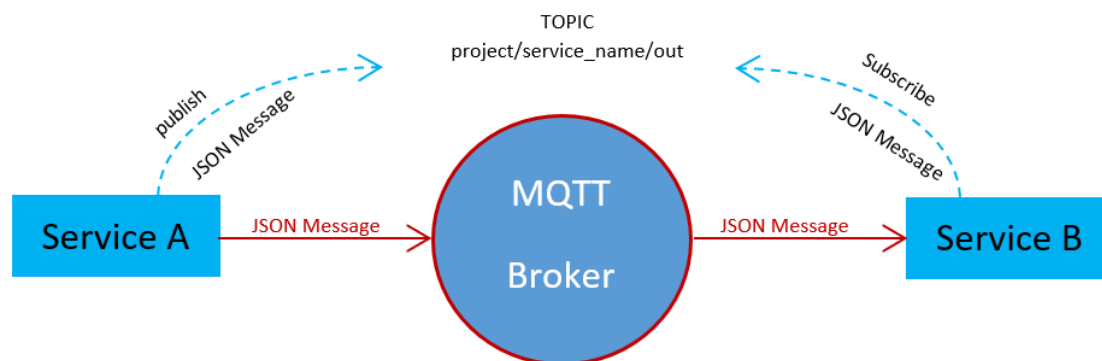 TOPIC
project/service_name/out
publish
JSON Message
Subscribe
JSON Message
Service A
JSON Message
MQTT
Broker
JSON Message
Service B